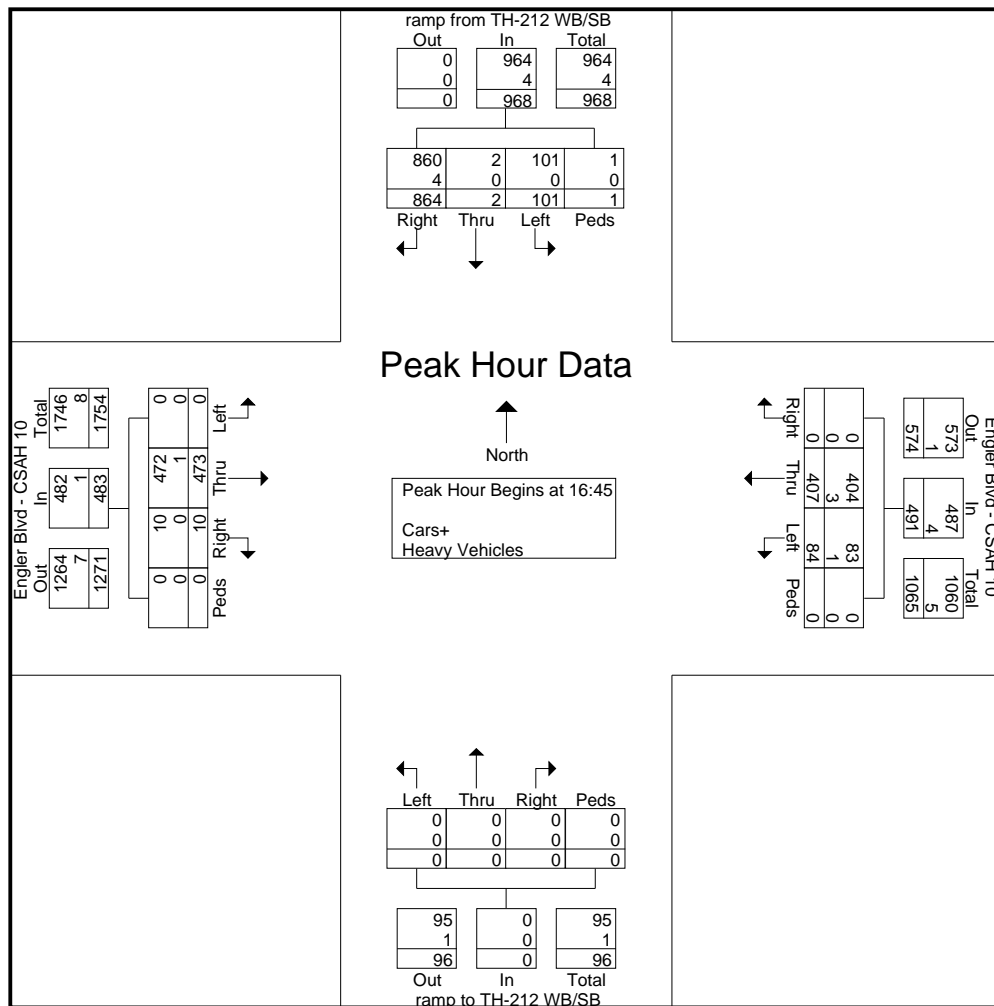 ramp from TH-212 WB/SB
Out In Total
0 964 964
0 4 4
0 968 968
860 2 101 1
4 0 0 0
864 2 101 1
Right Thru Left Peds
Peak Hour Data
North
Peak Hour Begins at 16:45
Cars+
Heavy Vehicles
Engler Blvd - CSAH 10
Out In Total
1264 482 1746
7 1 8
1271 483 1754
Peds Right Thru Left
0 10 472 0
0 0 1 0
0 10 473 0
Engler Blvd - CSAH 10
Out In Total
573 487 1060
1 4 5
574 491 1065
Right Thru Left Peds
0 404 83 0
0 3 1 0
0 407 84 0
Left Thru Right Peds
0 0 0 0
0 0 0 0
0 0 0 0
95 0 95
1 0 1
96 0 96
Out In Total
ramp to TH-212 WB/SB